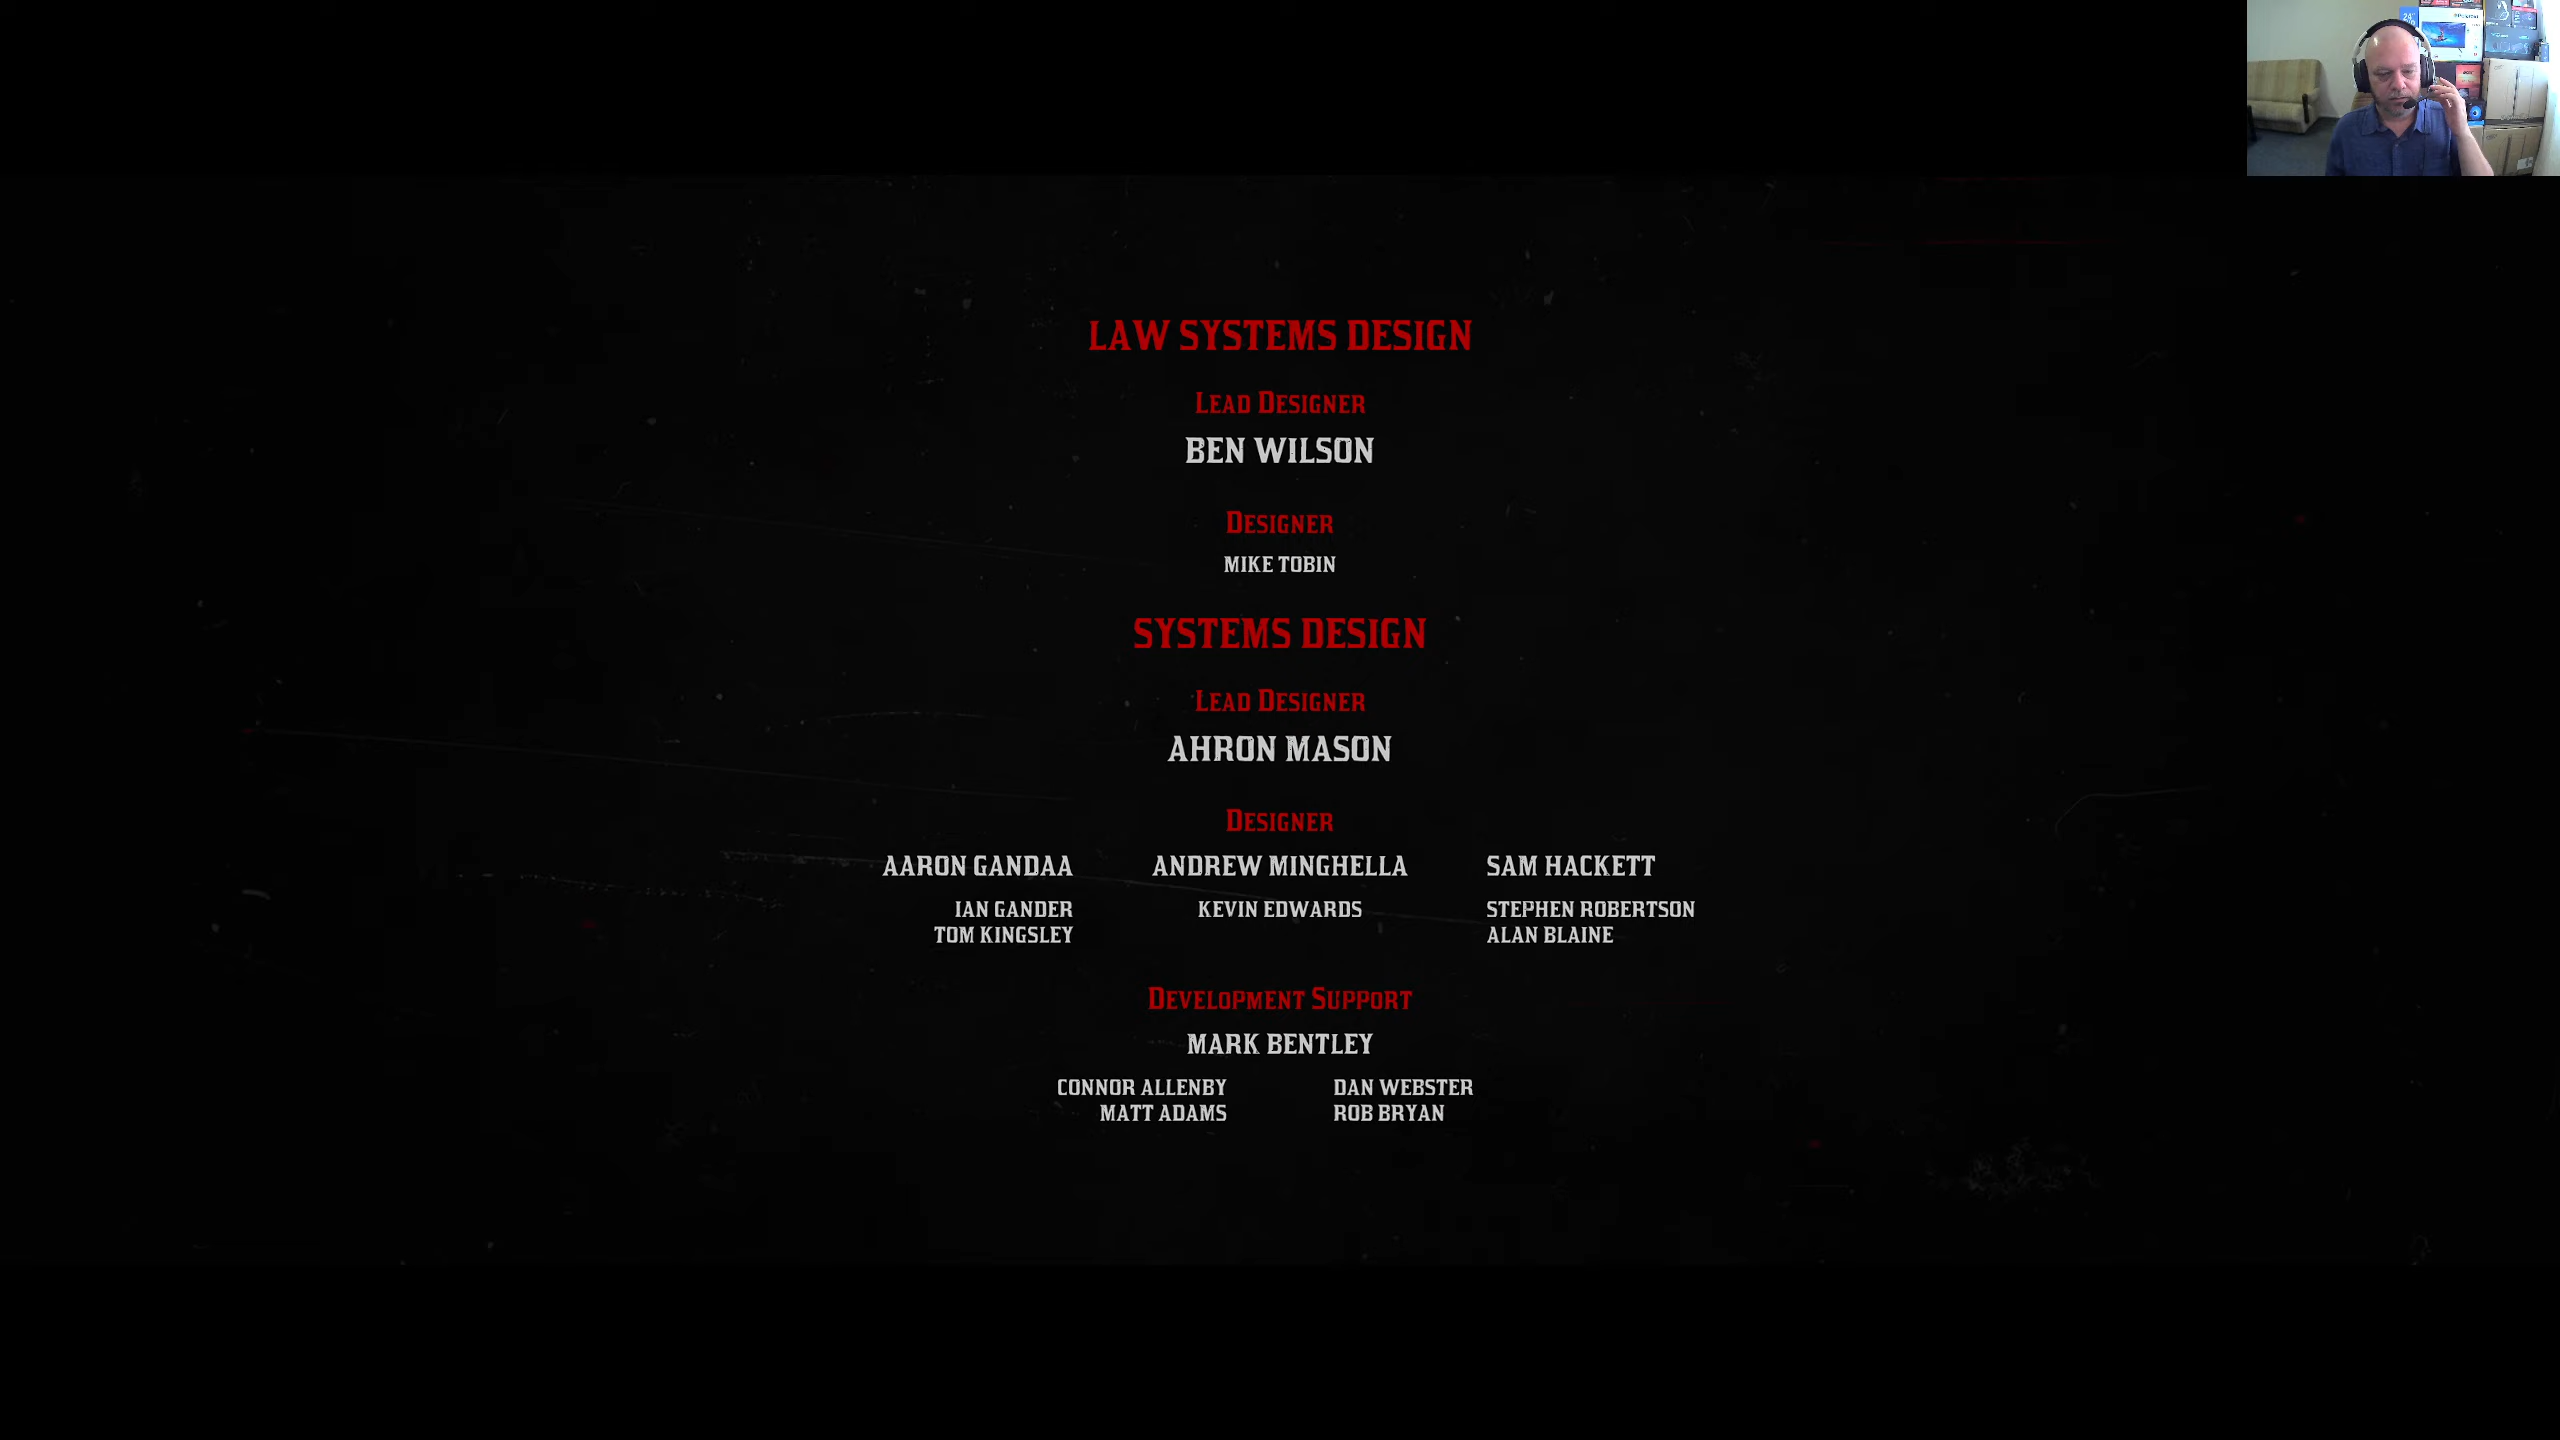 LAW SYSTEMS DESIGN
LEAD DESIGNER
BEN WILSON
DESIGNER
MIKE TOBIN
SYSTEMS DESIGN
LEAD DESIGNER
AHRON MASON
DESIGNER
AARON GANDAA ANDREW MINGHELLA SAM HACKETT
IAN GANDER KEVIN EDWARDS STEPHEN ROBERTSON
TOM KINGSLEY ALAN BLAINE
DEVELOPMENT SUPPORT
MARK BENTLEY
CONNOR ALLENBY DAN WEBSTER
MATT ADAMS ROB BRYAN